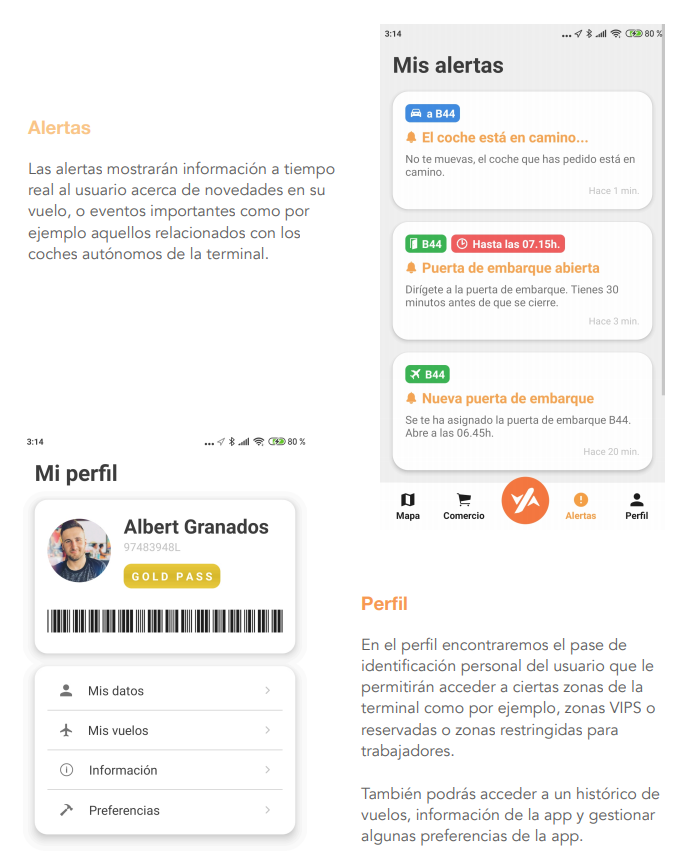 Alertas
Las alertas mostrarán información a tiempo
real al usuario acerca de novedades en su
vuelo, o eventos importantes como por
ejemplo aquellos relacionados con los
coches autónomos de la terminal.
3:14
80 %
Mis alertas
a B44
El coche está en camino...
No te muevas, el coche que has pedido está en
camino.
Hace 1 min.
B44
Hasta las 07.15h.
Puerta de embarque abierta
Dirígete a la puerta de embarque. Tienes 30
minutos antes de que se cierre.
Hace 3 min.
B44
Nueva puerta de embarque
Se te ha asignado la puerta de embarque B44.
Abre a las 06.45h.
Hace 20 min.
Mapa
Comercio
Alertas
Perfil
3:14
80 %
Mi perfil
Albert Granados
97483948L
GOLD PASS
Mis datos
Mis vuelos
Información
Preferencias
Perfil
En el perfil encontraremos el pase de
identificación personal del usuario que le
permitirán acceder a ciertas zonas de la
terminal como por ejemplo, zonas VIPS o
reservadas o zonas restringidas para
trabajadores.
También podrás acceder a un histórico de
vuelos, información de la app y gestionar
algunas preferencias de la app.